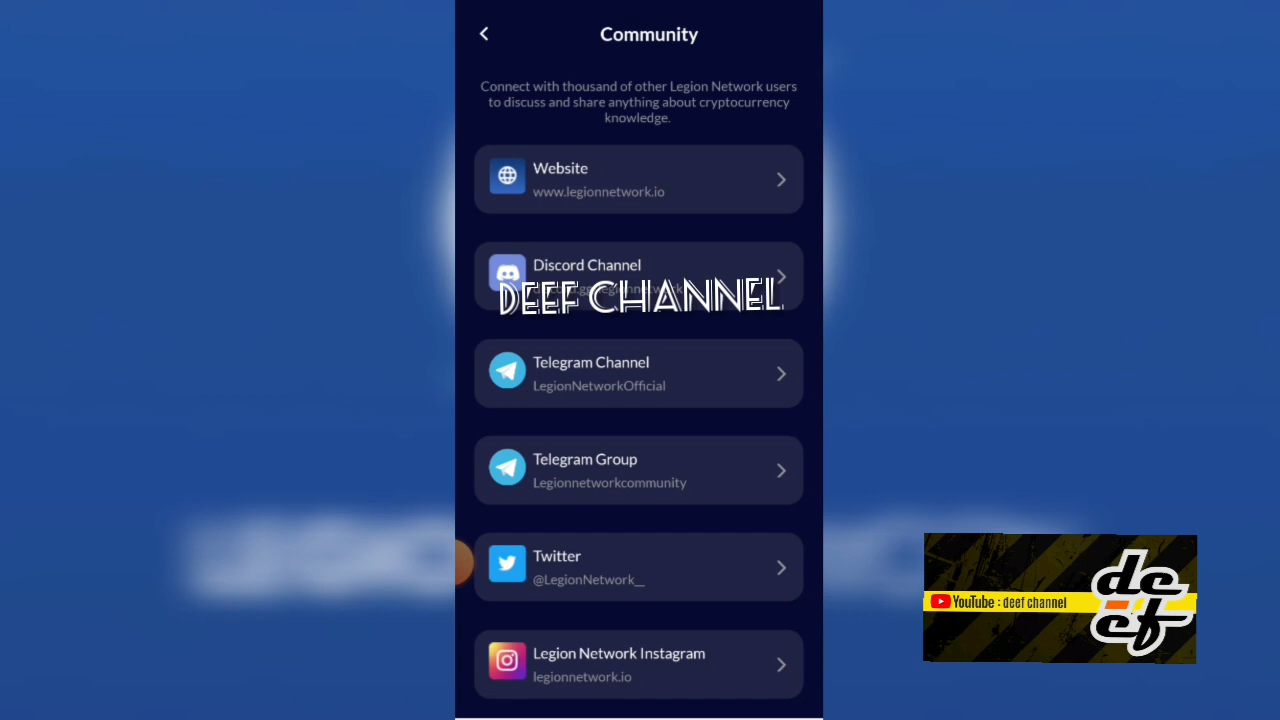 Community
Connect with thousand of other Legion Network users
to discuss and share anything about cryptocurrency
knowledge.
Website
www.legionnetwork.io
Discord Channel
DEEF CHANNEL
Telegram Channel
LegionNetworkOfficial
Telegram Group
Legionnetworkcommunity
Twitter
@LegionNetwork__
Legion Network Instagram
legionnetwork.io
YouTube : deef channel
de
ef